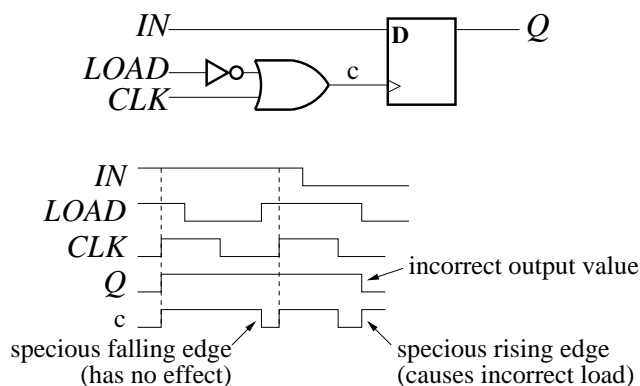 IN
D
Q
LOAD
c
CLK
IN
LOAD
CLK
incorrect output value
Q
c
specious falling edge
(has no effect)
specious rising edge
(causes incorrect load)